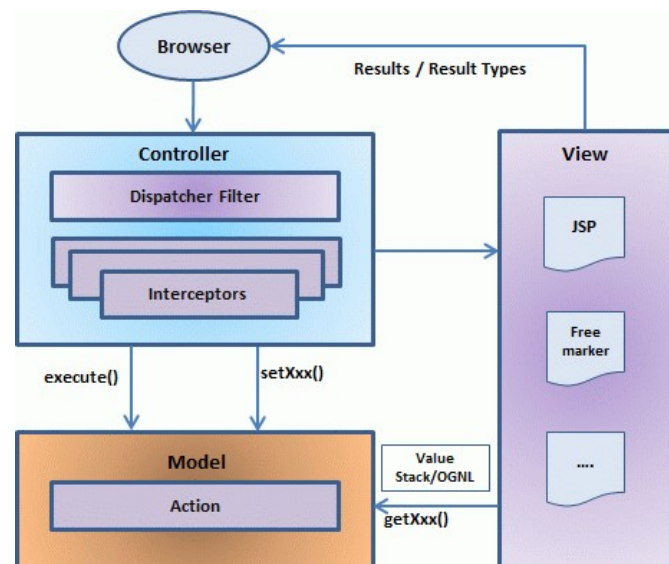 Browser
Results / Result Types
Controller
Dispatcher Filter
Interceptors
View
JSP
Free
marker
....
execute()
setXxx()
Model
Action
Value
Stack/OGNL
getXxx()